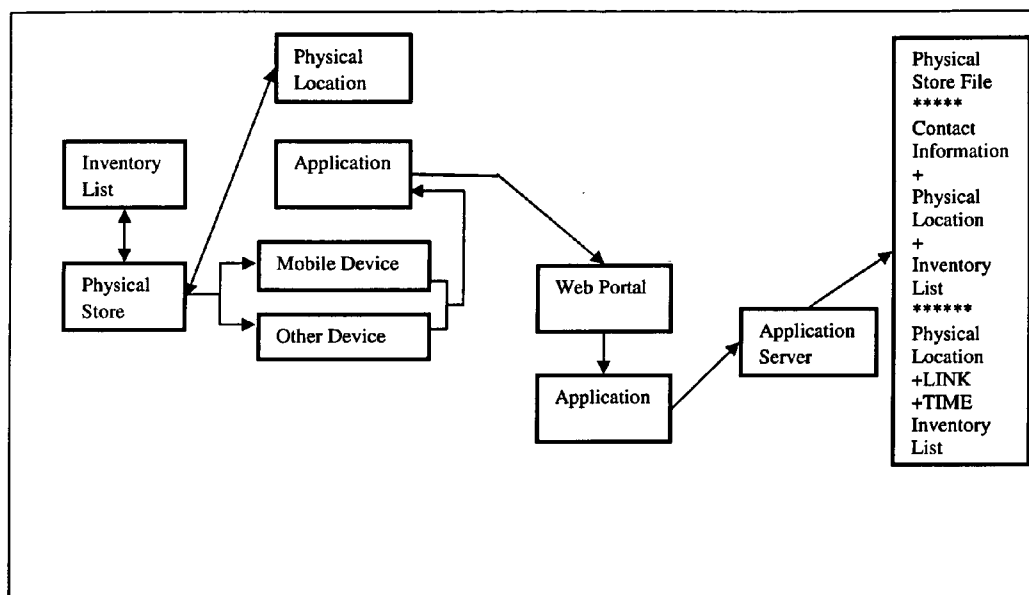 Physical
Location
Inventory
List
Application
Physical
Store
Mobile Device
Other Device
Web Portal
Application
Application
Server
Physical
Store File
*****
Contact
Information
+
Physical
Location
+
Inventory
List
******
Physical
Location
+LINK
+TIME
Inventory
List